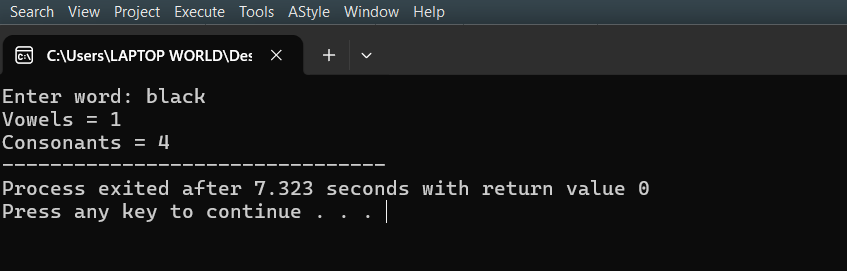 Search View Project Execute Tools AStyle Window Help
C:\Users\LAPTOP WORLD\Des
Enter word: black
Vowels = 1
Consonants = 4
--------------------------------
Process exited after 7.323 seconds with return value 0
Press any key to continue . . .